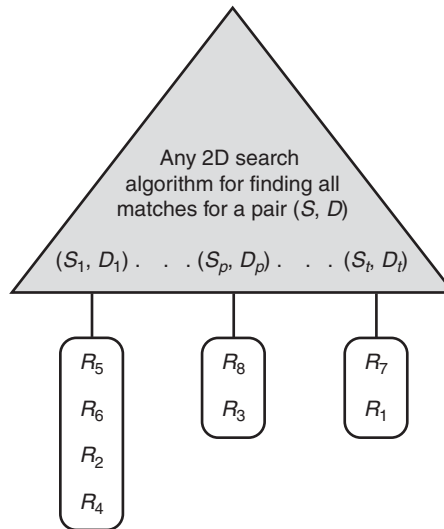 Any 2D search
algorithm for finding all
matches for a pair (S, D)
(S₁, D₁) . . . (Sₚ, Dₚ) . . . (Sₜ, Dₜ)
R₅ R₈ R₇
R₆ R₃ R₁
R₂
R₄